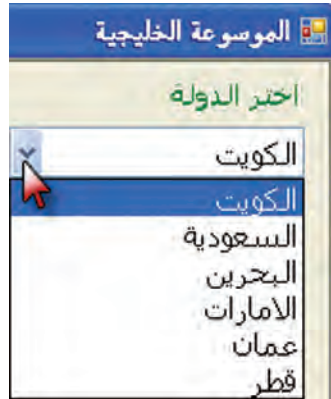 الموسوعة الخليجية
اختر الدولة
الكويت
الكويت
السعودية
البحرين
الامارات
عمان
قطر